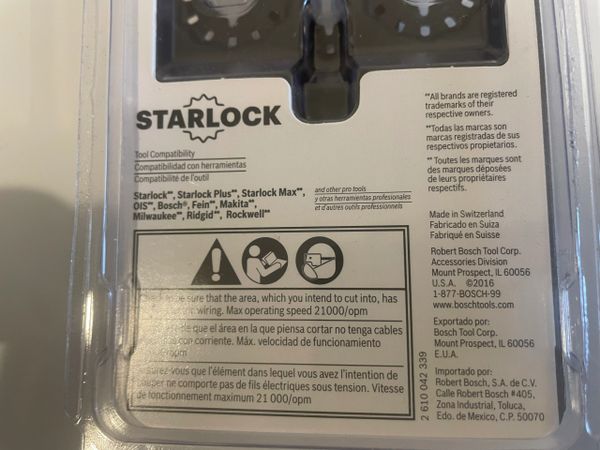 STARLOCK
Tool Compatibility
Compatibilidad con herramientas
Compatibilité de l'outil
Starlock**, Starlock Plus**, Starlock Max**,
OIS**, Bosch®, Fein**, Makita**,
Milwaukee**, Ridgid**, Rockwell**
and other pro tools
y otras herramientas profesionales
et d'autres outils professionnels
sure that the area, which you intend to cut into, has
wiring. Max operating speed 21000/opm
de que el área en la que piensa cortar no tenga cables
con corriente. Máx. velocidad de funcionamiento
opm
Assurez-vous que l'élément dans lequel vous avez l'intention de
couper ne comporte pas de fils électriques sous tension. Vitesse
de fonctionnement maximum 21 000/opm
**All brands are registered
trademarks of their
respective owners.
**Todas las marcas son
marcas registradas de sus
respectivos propietarios.
** Toutes les marques sont
des marques déposées
de leurs propriétaires
respectifs.
Made in Switzerland
Fabricado en Suiza
Fabriqué en Suisse
Robert Bosch Tool Corp.
Accessories Division
Mount Prospect, IL 60056
U.S.A. ©2016
1-877-BOSCH-99
www.boschtools.com
Exportado por:
Bosch Tool Corp.
Mount Prospect, IL 60056
E.U.A.
Importado por:
Robert Bosch, S.A. de C.V.
Calle Robert Bosch #405,
Zona Industrial, Toluca,
Edo. de Mexico, C.P. 50070
2 610 042 339